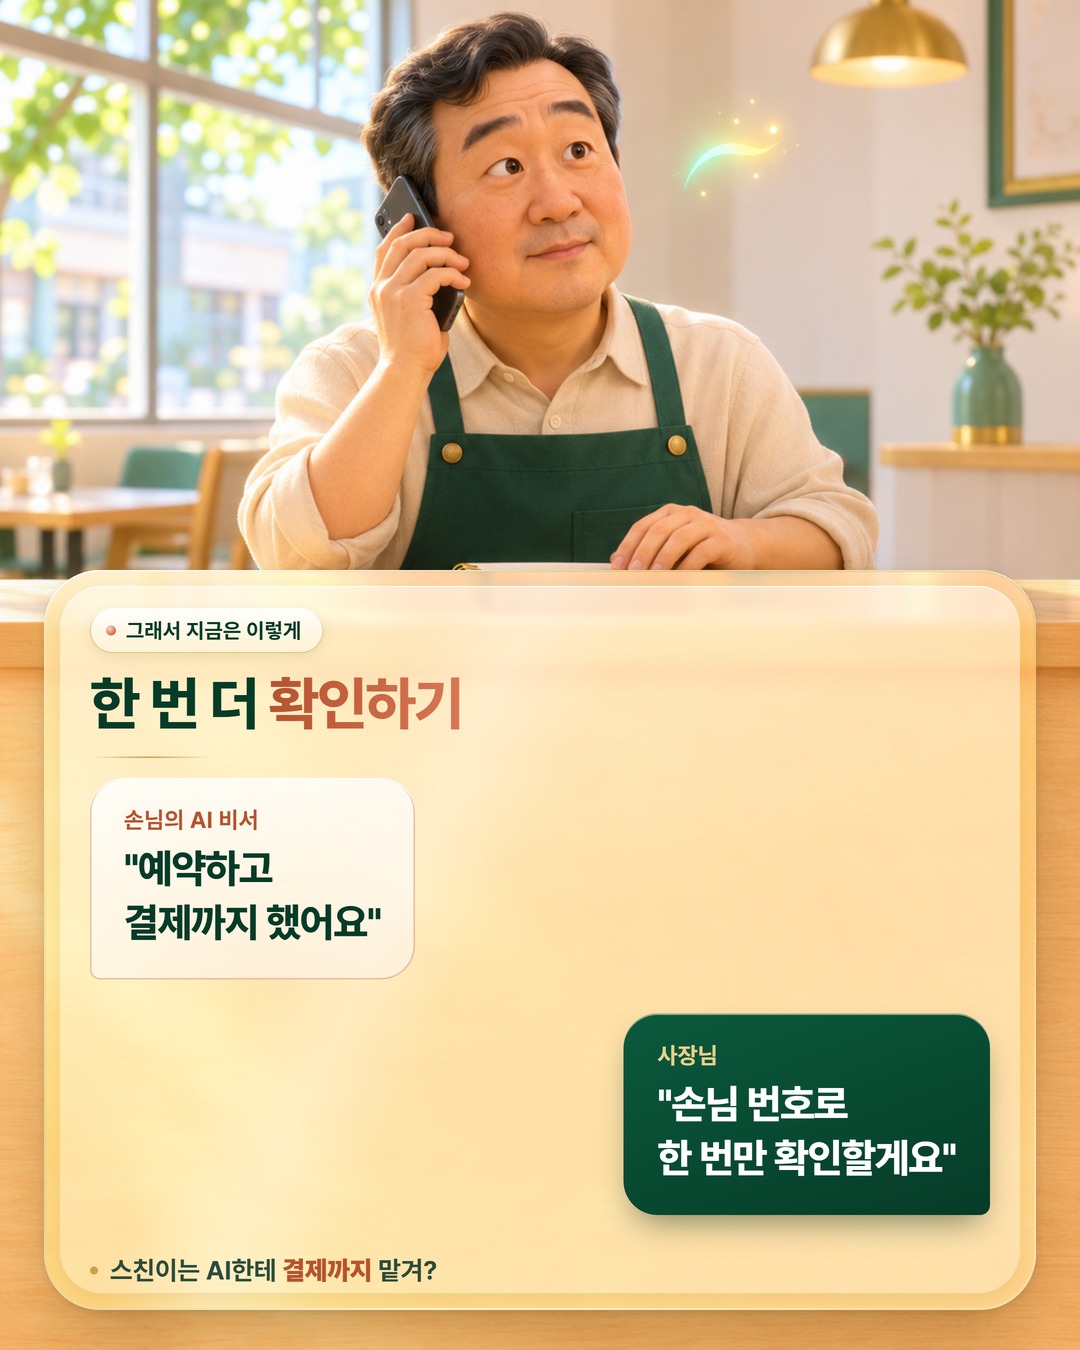 그래서 지금은 이렇게
한 번 더 확인하기
손님의 AI 비서
"예약하고
결제까지 했어요"
사장님
"손님 번호로
한 번만 확인할게요"
스친이는 AI한테 결제까지 맡겨?